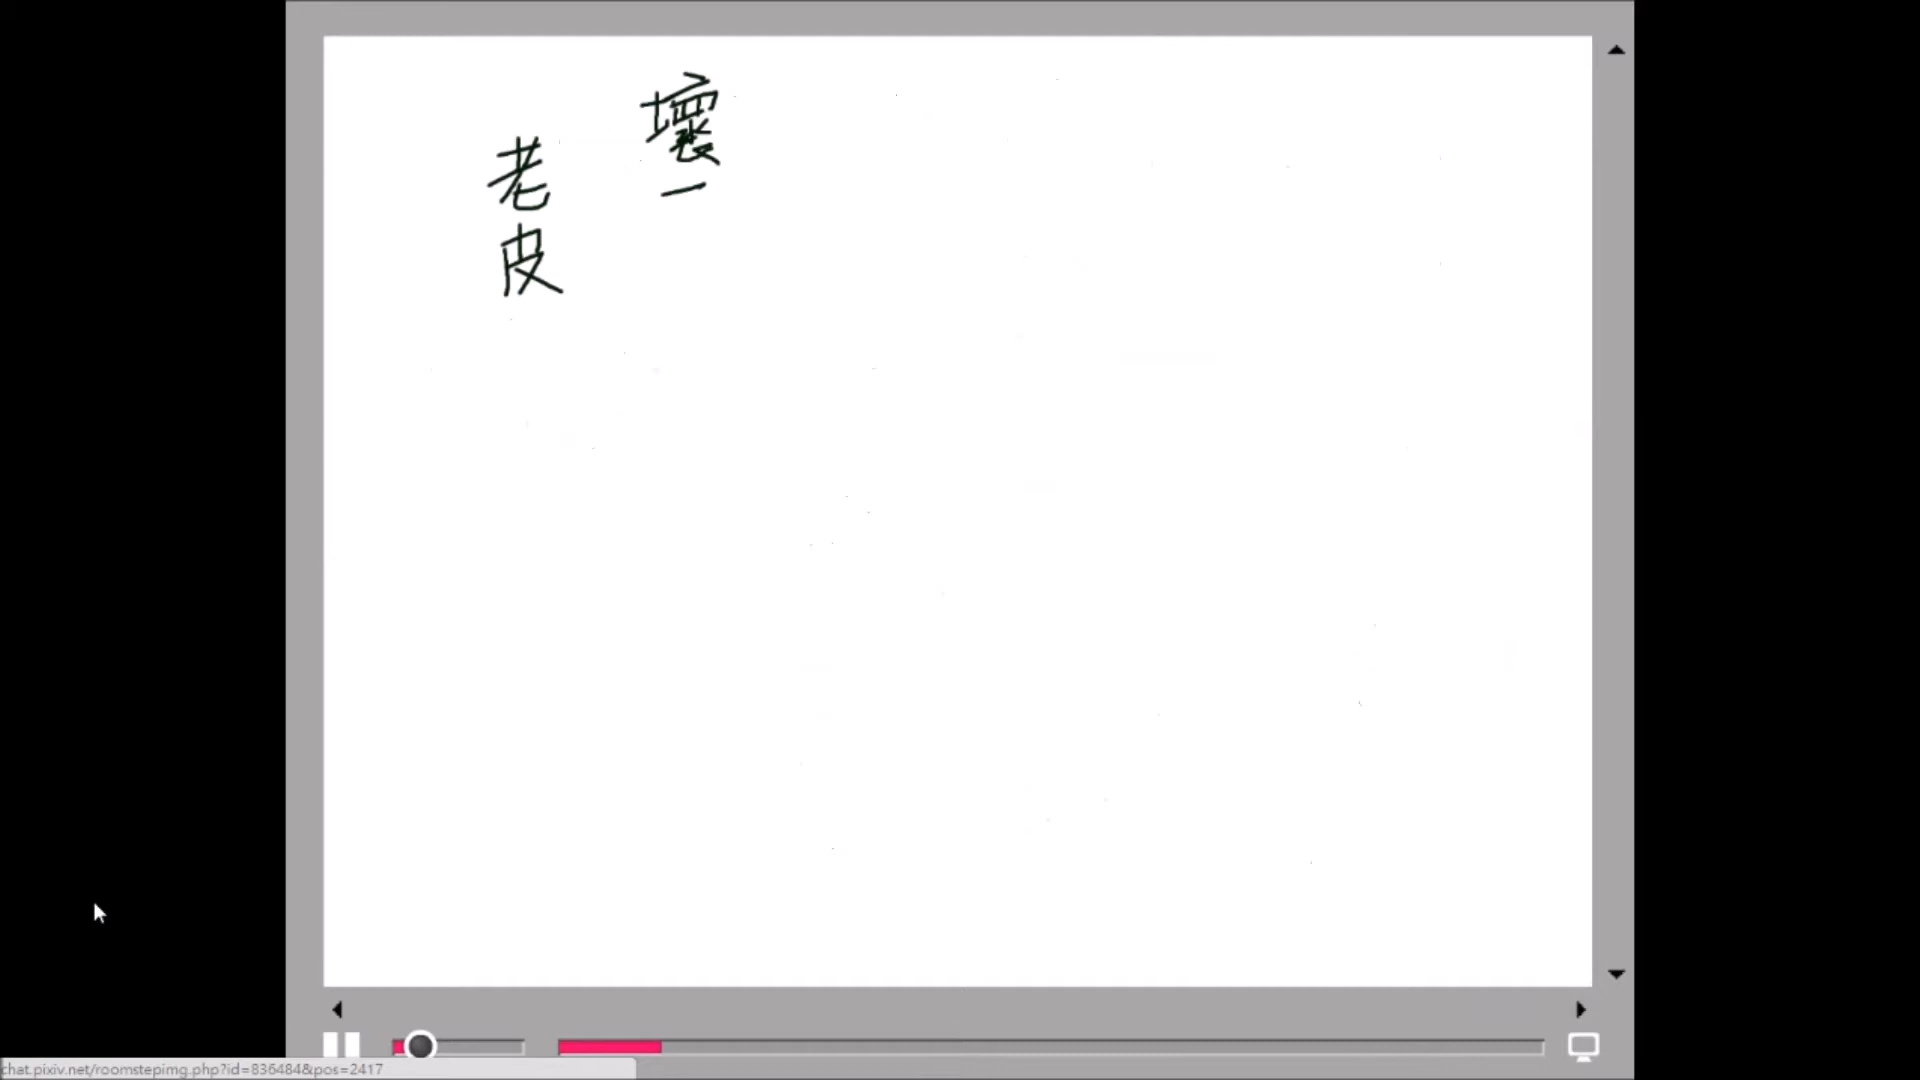 壞一
老皮
chat.pixiv.net/roomstepimg.php?id=836484&pos=2417